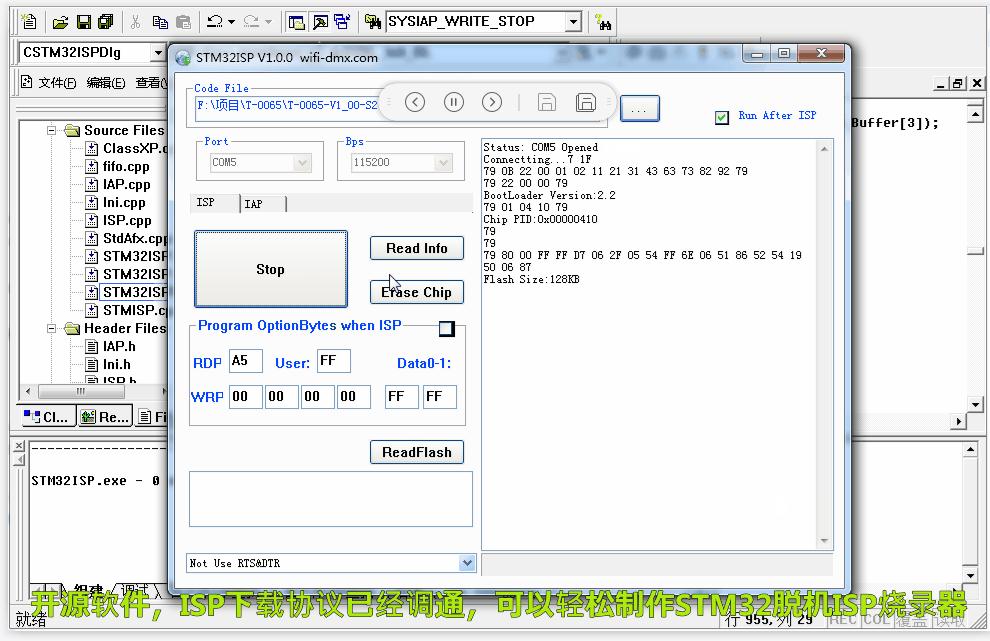 SYSIAP_WRITE_STOP
CSTM32ISPDlg
文件(F) 编辑(E) 查看(
Buffer[3]);
Source Files
ClassXP.c
fifo.cpp
IAP.cpp
Ini.cpp
ISP.cpp
StdAfx.cpp
STM32ISF
STM32ISF
STM32ISF
STMISP.cp
Header Files
IAP.h
Ini.h
ISP.h
Cl... Re... Fi
STM32ISP.exe - 0
组建 调试
就绪
行 955, 列 29 REC COL 覆盖 读取
STM32ISP V1.0.0 wifi-dmx.com
Code File
F:\项目\T-0065\T-0065-V1_00-S2
...
Run After ISP
Port
COM5
Bps
115200
ISP IAP
Stop
Read Info
Erase Chip
Program OptionBytes when ISP
RDP A5 User: FF Data0-1:
WRP 00 00 00 00 FF FF
ReadFlash
Not Use RTS&DTR
Status: COM5 Opened
Connectting...7 1F
79 0B 22 00 01 02 11 21 31 43 63 73 82 92 79
79 22 00 00 79
BootLoader Version:2.2
79 01 04 10 79
Chip PID:0x00000410
79
79
79 80 00 FF FF D7 06 2F 05 54 FF 6E 06 51 86 52 54 19
50 06 87
Flash Size:128KB
开源软件，ISP下载协议已经调通，可以轻松制作STM32脱机ISP烧录器